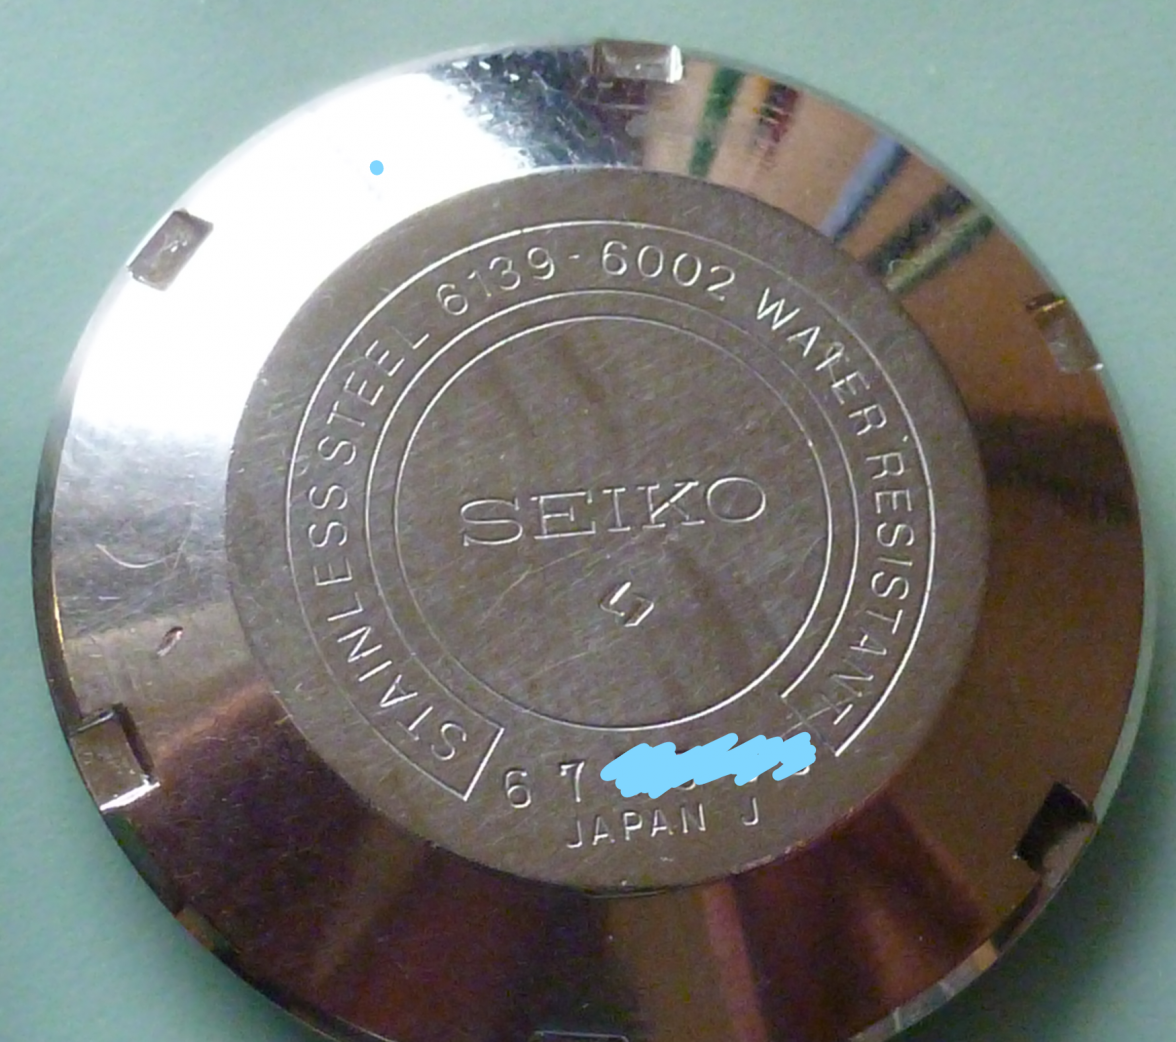 STAINLESS STEEL 6139-6002 WATER RESISTANT
SEIKO
67
JAPAN J